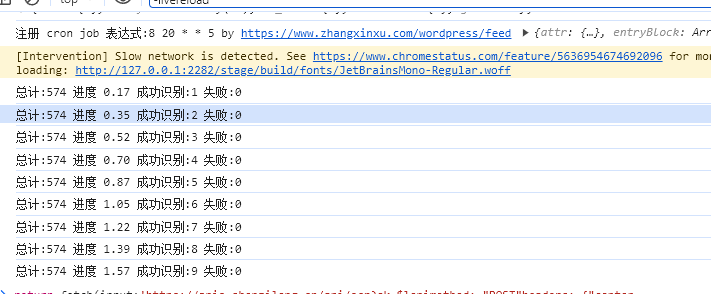 top
-livereload
注册 cron job 表达式:8 20 * * 5 by https://www.zhangxinxu.com/wordpress/feed ▶ {attr: {…}, entryBlock: Arr
[Intervention] Slow network is detected. See https://www.chromestatus.com/feature/5636954674692096 for mor
loading: http://127.0.0.1:2282/stage/build/fonts/JetBrainsMono-Regular.woff
总计:574 进度 0.17 成功识别:1 失败:0
总计:574 进度 0.35 成功识别:2 失败:0
总计:574 进度 0.52 成功识别:3 失败:0
总计:574 进度 0.70 成功识别:4 失败:0
总计:574 进度 0.87 成功识别:5 失败:0
总计:574 进度 1.05 成功识别:6 失败:0
总计:574 进度 1.22 成功识别:7 失败:0
总计:574 进度 1.39 成功识别:8 失败:0
总计:574 进度 1.57 成功识别:9 失败:0